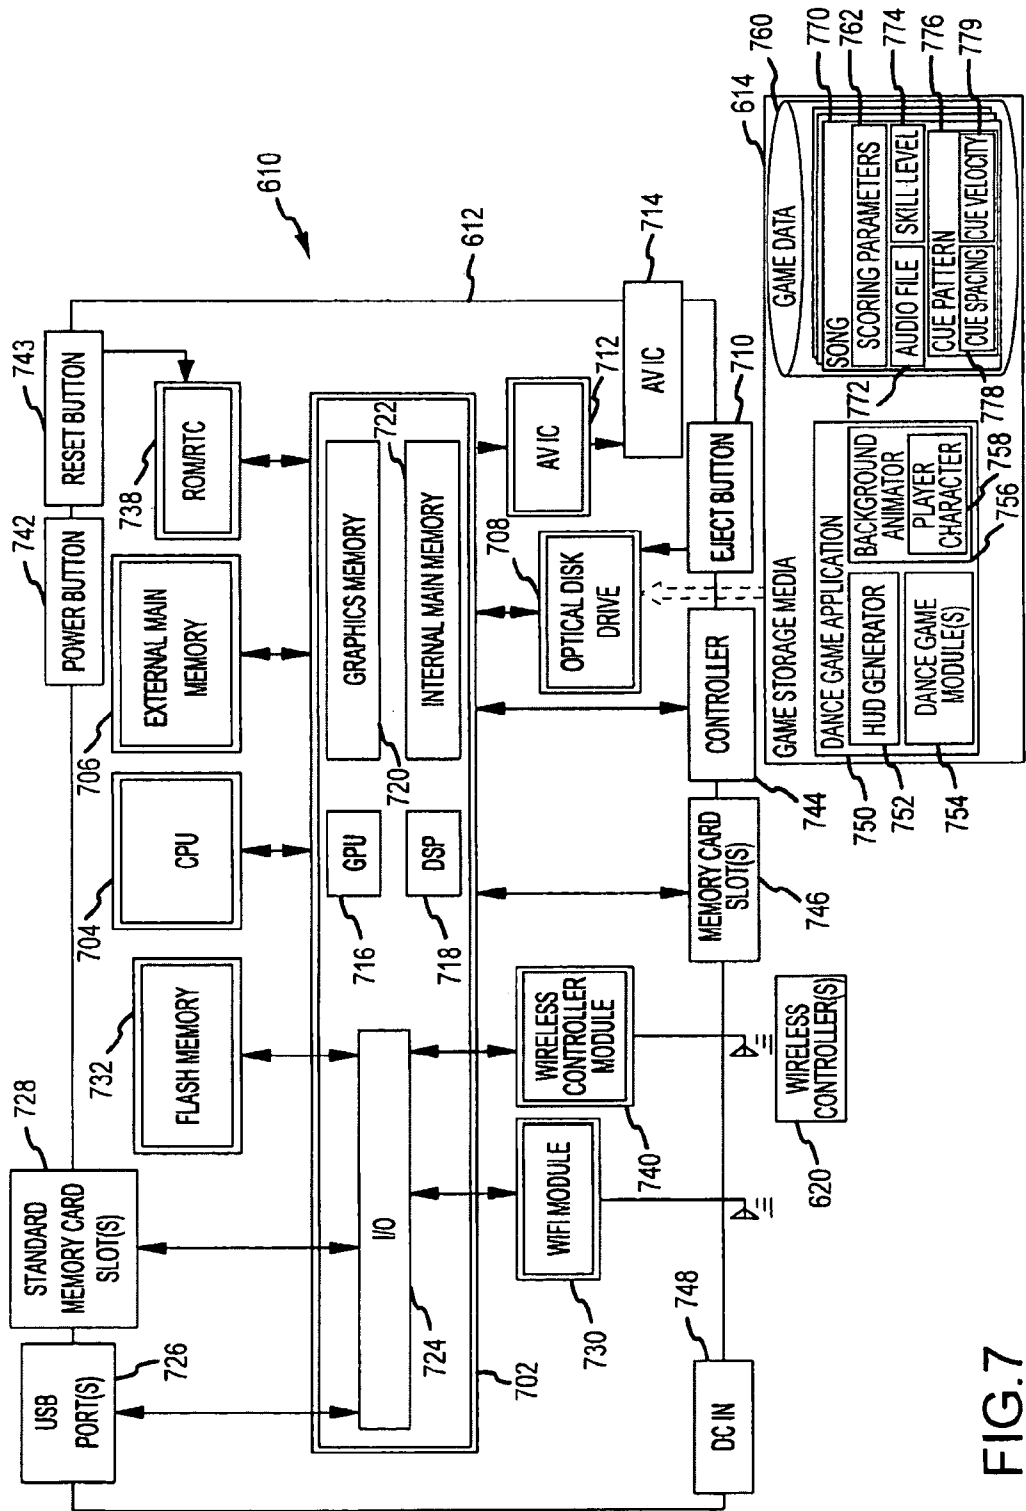 610
612
USB
PORT(S)
726
STANDARD
MEMORY CARD
SLOT(S)
728
POWER BUTTON
742
RESET BUTTON
743
FLASH MEMORY
732
CPU
704
EXTERNAL MAIN
MEMORY
706
ROM/RTC
738
I/O
724
702
GPU
716
DSP
718
GRAPHICS MEMORY
720
INTERNAL MAIN MEMORY
722
WIFI MODULE
730
WIRELESS
CONTROLLER
MODULE
740
OPTICAL DISK
DRIVE
708
AV IC
712
AV IC
714
DC IN
748
MEMORY CARD
SLOT(S)
746
CONTROLLER
744
EJECT BUTTON
710
WIRELESS
CONTROLLER(S)
620
GAME STORAGE MEDIA
614
DANCE GAME APPLICATION
750
HUD GENERATOR
752
DANCE GAME
MODULE(S)
754
BACKGROUND
ANIMATOR
756
PLAYER
CHARACTER
758
GAME DATA
760
SONG
770
SCORING PARAMETERS
762
AUDIO FILE
772
SKILL LEVEL
774
CUE PATTERN
776
CUE SPACING
778
CUE VELOCITY
779
FIG.7